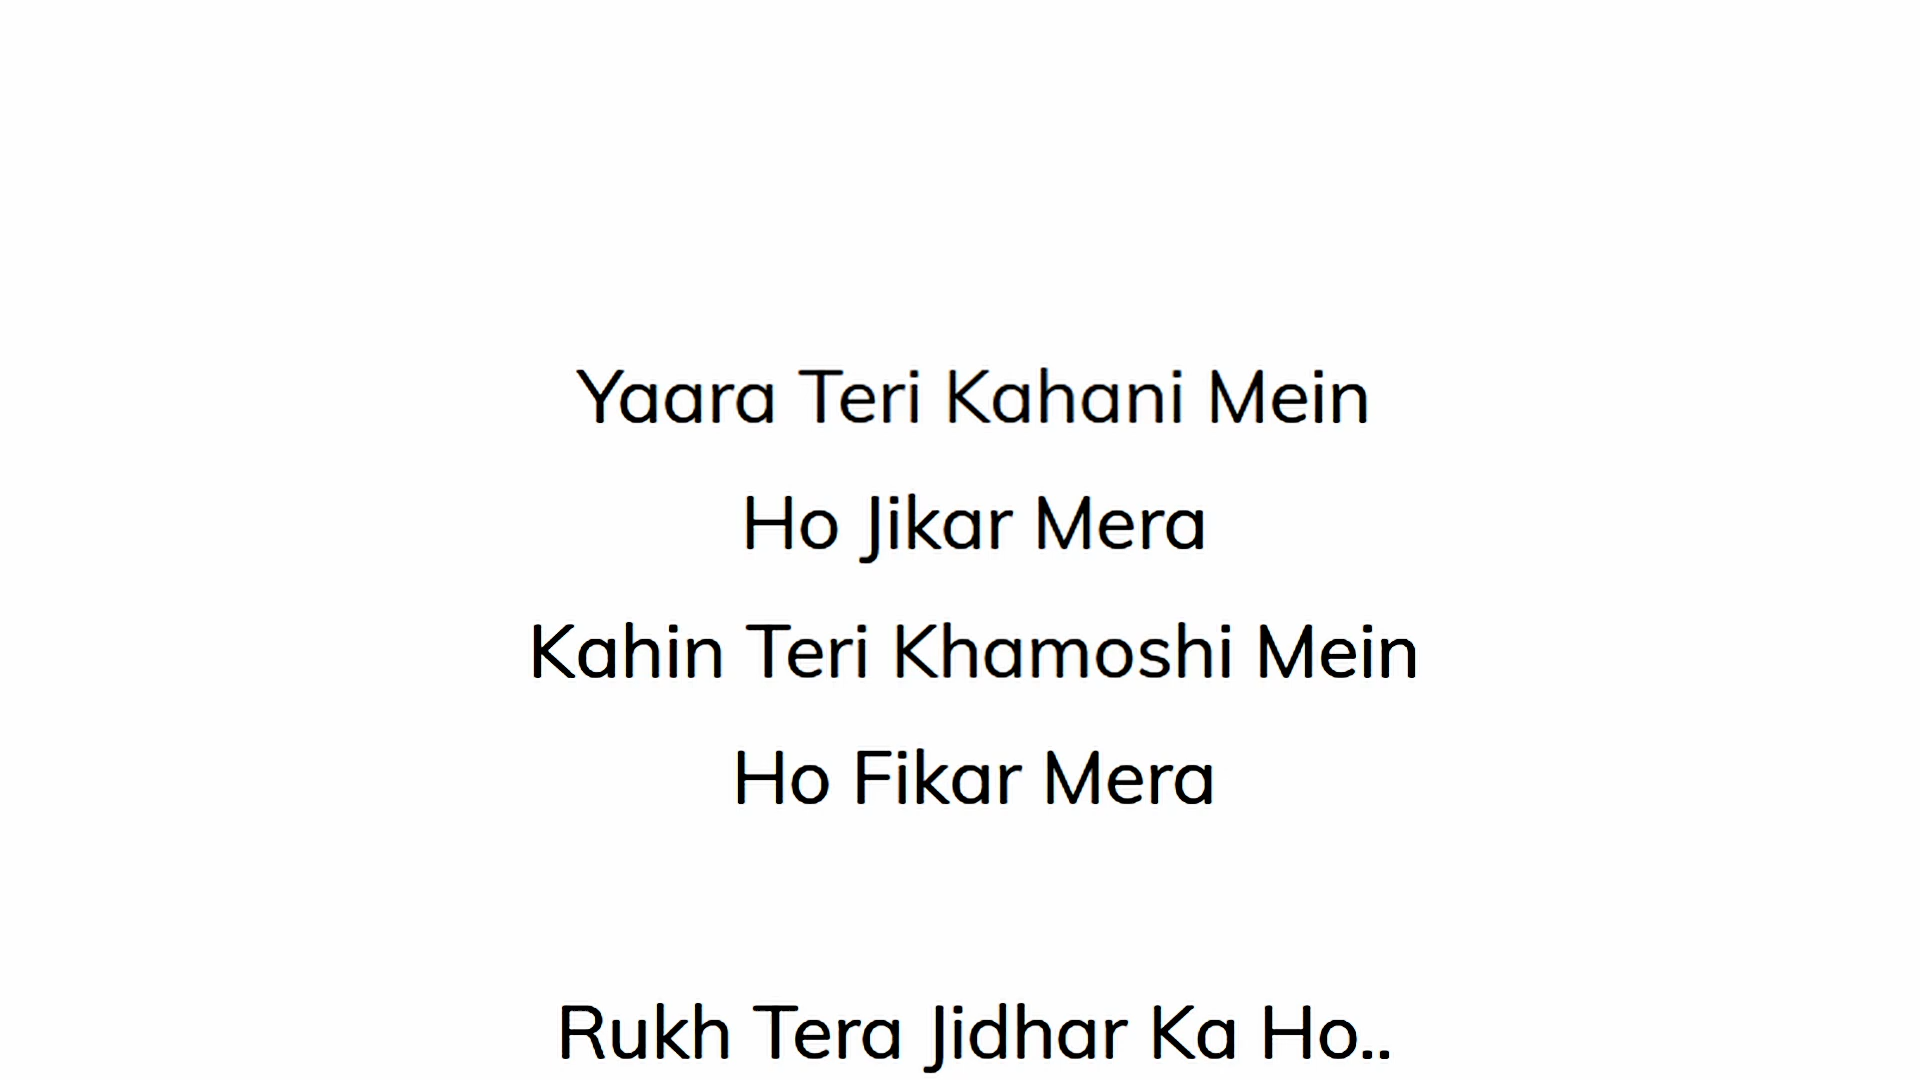 Yaara Teri Kahani Mein
Ho Jikar Mera
Kahin Teri Khamoshi Mein
Ho Fikar Mera
Rukh Tera Jidhar Ka Ho..